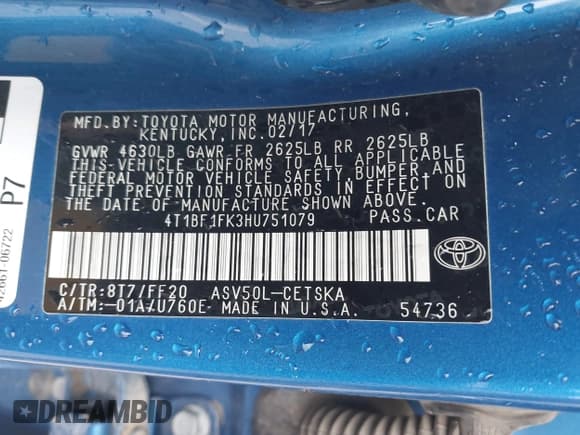 MFD. BY: TOYOTA MOTOR MANUFACTURING,
KENTUCKY, INC. 02/17
GVWR 4630LB GAWR FR 2625LB RR 2625LB
THIS VEHICLE CONFORMS TO ALL APPLICABLE
FEDERAL MOTOR VEHICLE SAFETY, BUMPER, AND
THEFT PREVENTION STANDARDS IN EFFECT ON
THE DATE OF MANUFACTURE SHOWN ABOVE.
4T1BF1FK3HU751079 PASS. CAR
C/TR: 8T7/FF20 ASV50L-CETSKA
A/TM: -01A/U760E MADE IN U.S.A. 54736
TOYOTA
P7
DREAMBID